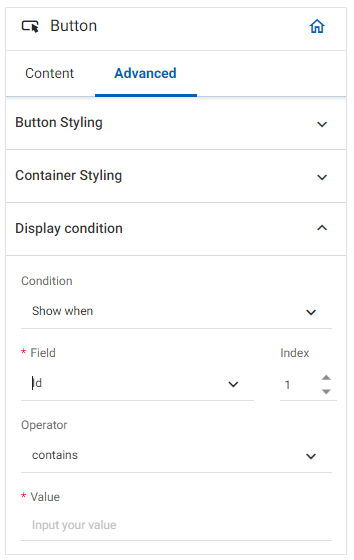 Button
Content Advanced
Button Styling
Container Styling
Display condition
Condition
Show when
* Field Index
Id 1
Operator
contains
* Value
Input your value